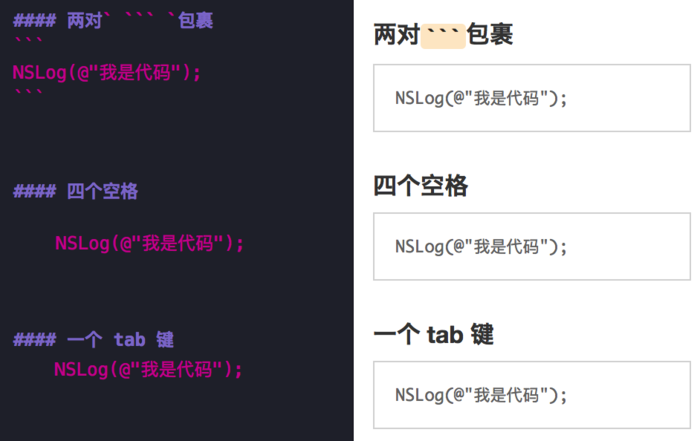 #### 两对` ``` `包裹
```
NSLog(@"我是代码");
```
#### 四个空格
NSLog(@"我是代码");
#### 一个 tab 键
NSLog(@"我是代码");
两对```包裹
NSLog(@"我是代码");
四个空格
NSLog(@"我是代码");
一个 tab 键
NSLog(@"我是代码");